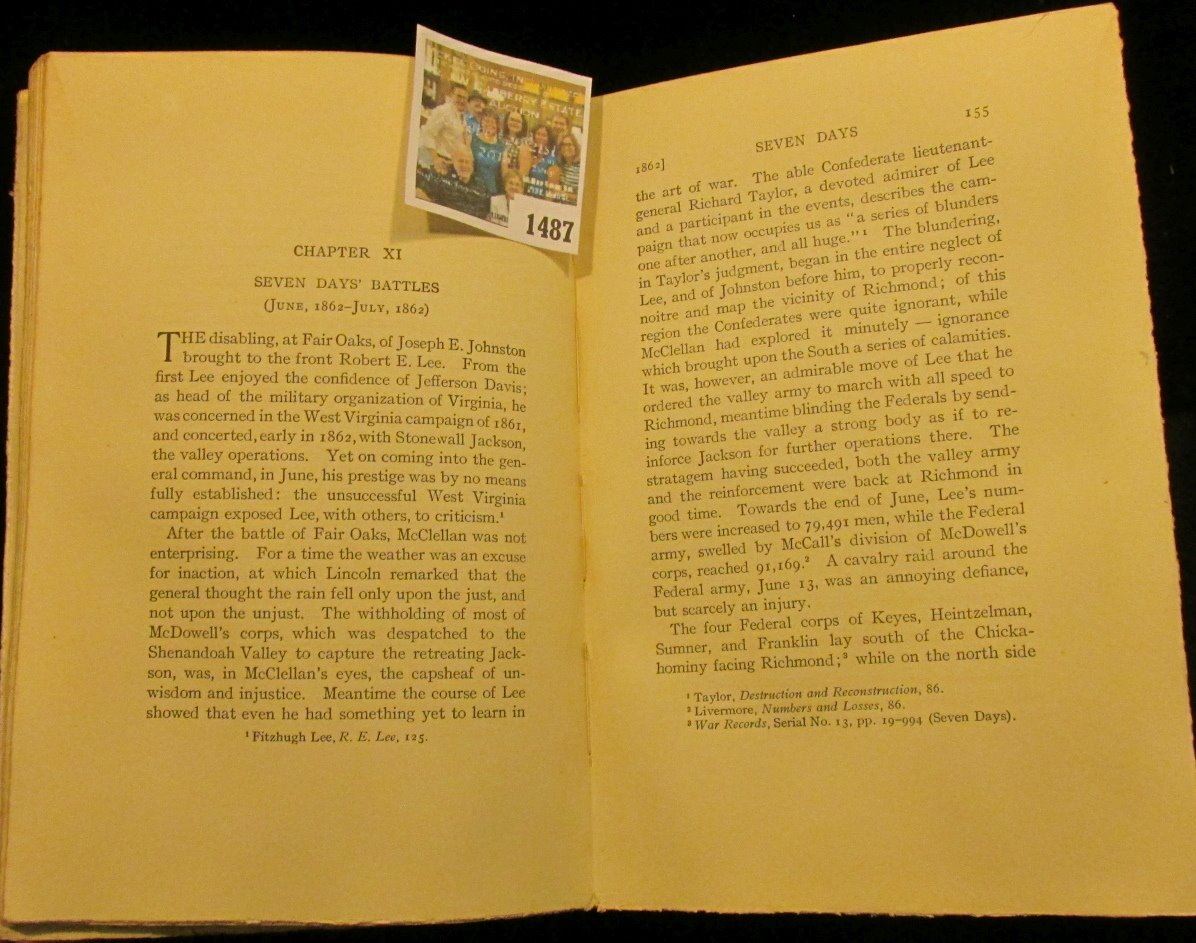 CHAPTER XI
SEVEN DAYS' BATTLES
(JUNE, 1862–JULY, 1862)
THE disabling, at Fair Oaks, of Joseph E. Johnston
brought to the front Robert E. Lee. From the
first Lee enjoyed the confidence of Jefferson Davis;
as head of the military organization of Virginia, he
was concerned in the West Virginia campaign of 1861,
and concerted, early in 1862, with Stonewall Jackson,
the valley operations. Yet on coming into the gen-
eral command, in June, his prestige was by no means
fully established: the unsuccessful West Virginia
campaign exposed Lee, with others, to criticism.¹
After the battle of Fair Oaks, McClellan was not
enterprising. For a time the weather was an excuse
for inaction, at which Lincoln remarked that the
general thought the rain fell only upon the just, and
not upon the unjust. The withholding of most of
McDowell's corps, which was despatched to the
Shenandoah Valley to capture the retreating Jack-
son, was, in McClellan's eyes, the capsheaf of un-
wisdom and injustice. Meantime the course of Lee
showed that even he had something yet to learn in
¹ Fitzhugh Lee, R. E. Lee, 125.
COINS, IN
ESTATE
AUCTION
1487
1862] SEVEN DAYS 155
the art of war. The able Confederate lieutenant-
general Richard Taylor, a devoted admirer of Lee
and a participant in the events, describes the cam-
paign that now occupies us as "a series of blunders
one after another, and all huge."¹ The blundering,
in Taylor's judgment, began in the entire neglect of
Lee, and of Johnston before him, to properly recon-
noitre and map the vicinity of Richmond; of this
region the Confederates were quite ignorant, while
McClellan had explored it minutely — ignorance
which brought upon the South a series of calamities.
It was, however, an admirable move of Lee that he
ordered the valley army to march with all speed to
Richmond, meantime blinding the Federals by send-
ing towards the valley a strong body as if to re-
inforce Jackson for further operations there. The
stratagem having succeeded, both the valley army
and the reinforcement were back at Richmond in
good time. Towards the end of June, Lee's num-
bers were increased to 79,491 men, while the Federal
army, swelled by McCall's division of McDowell's
corps, reached 91,169.² A cavalry raid around the
Federal army, June 13, was an annoying defiance,
but scarcely an injury.
The four Federal corps of Keyes, Heintzelman,
Sumner, and Franklin lay south of the Chicka-
hominy facing Richmond;³ while on the north side
¹ Taylor, Destruction and Reconstruction, 86.
² Livermore, Numbers and Losses, 86.
³ War Records, Serial No. 13, pp. 19–994 (Seven Days).